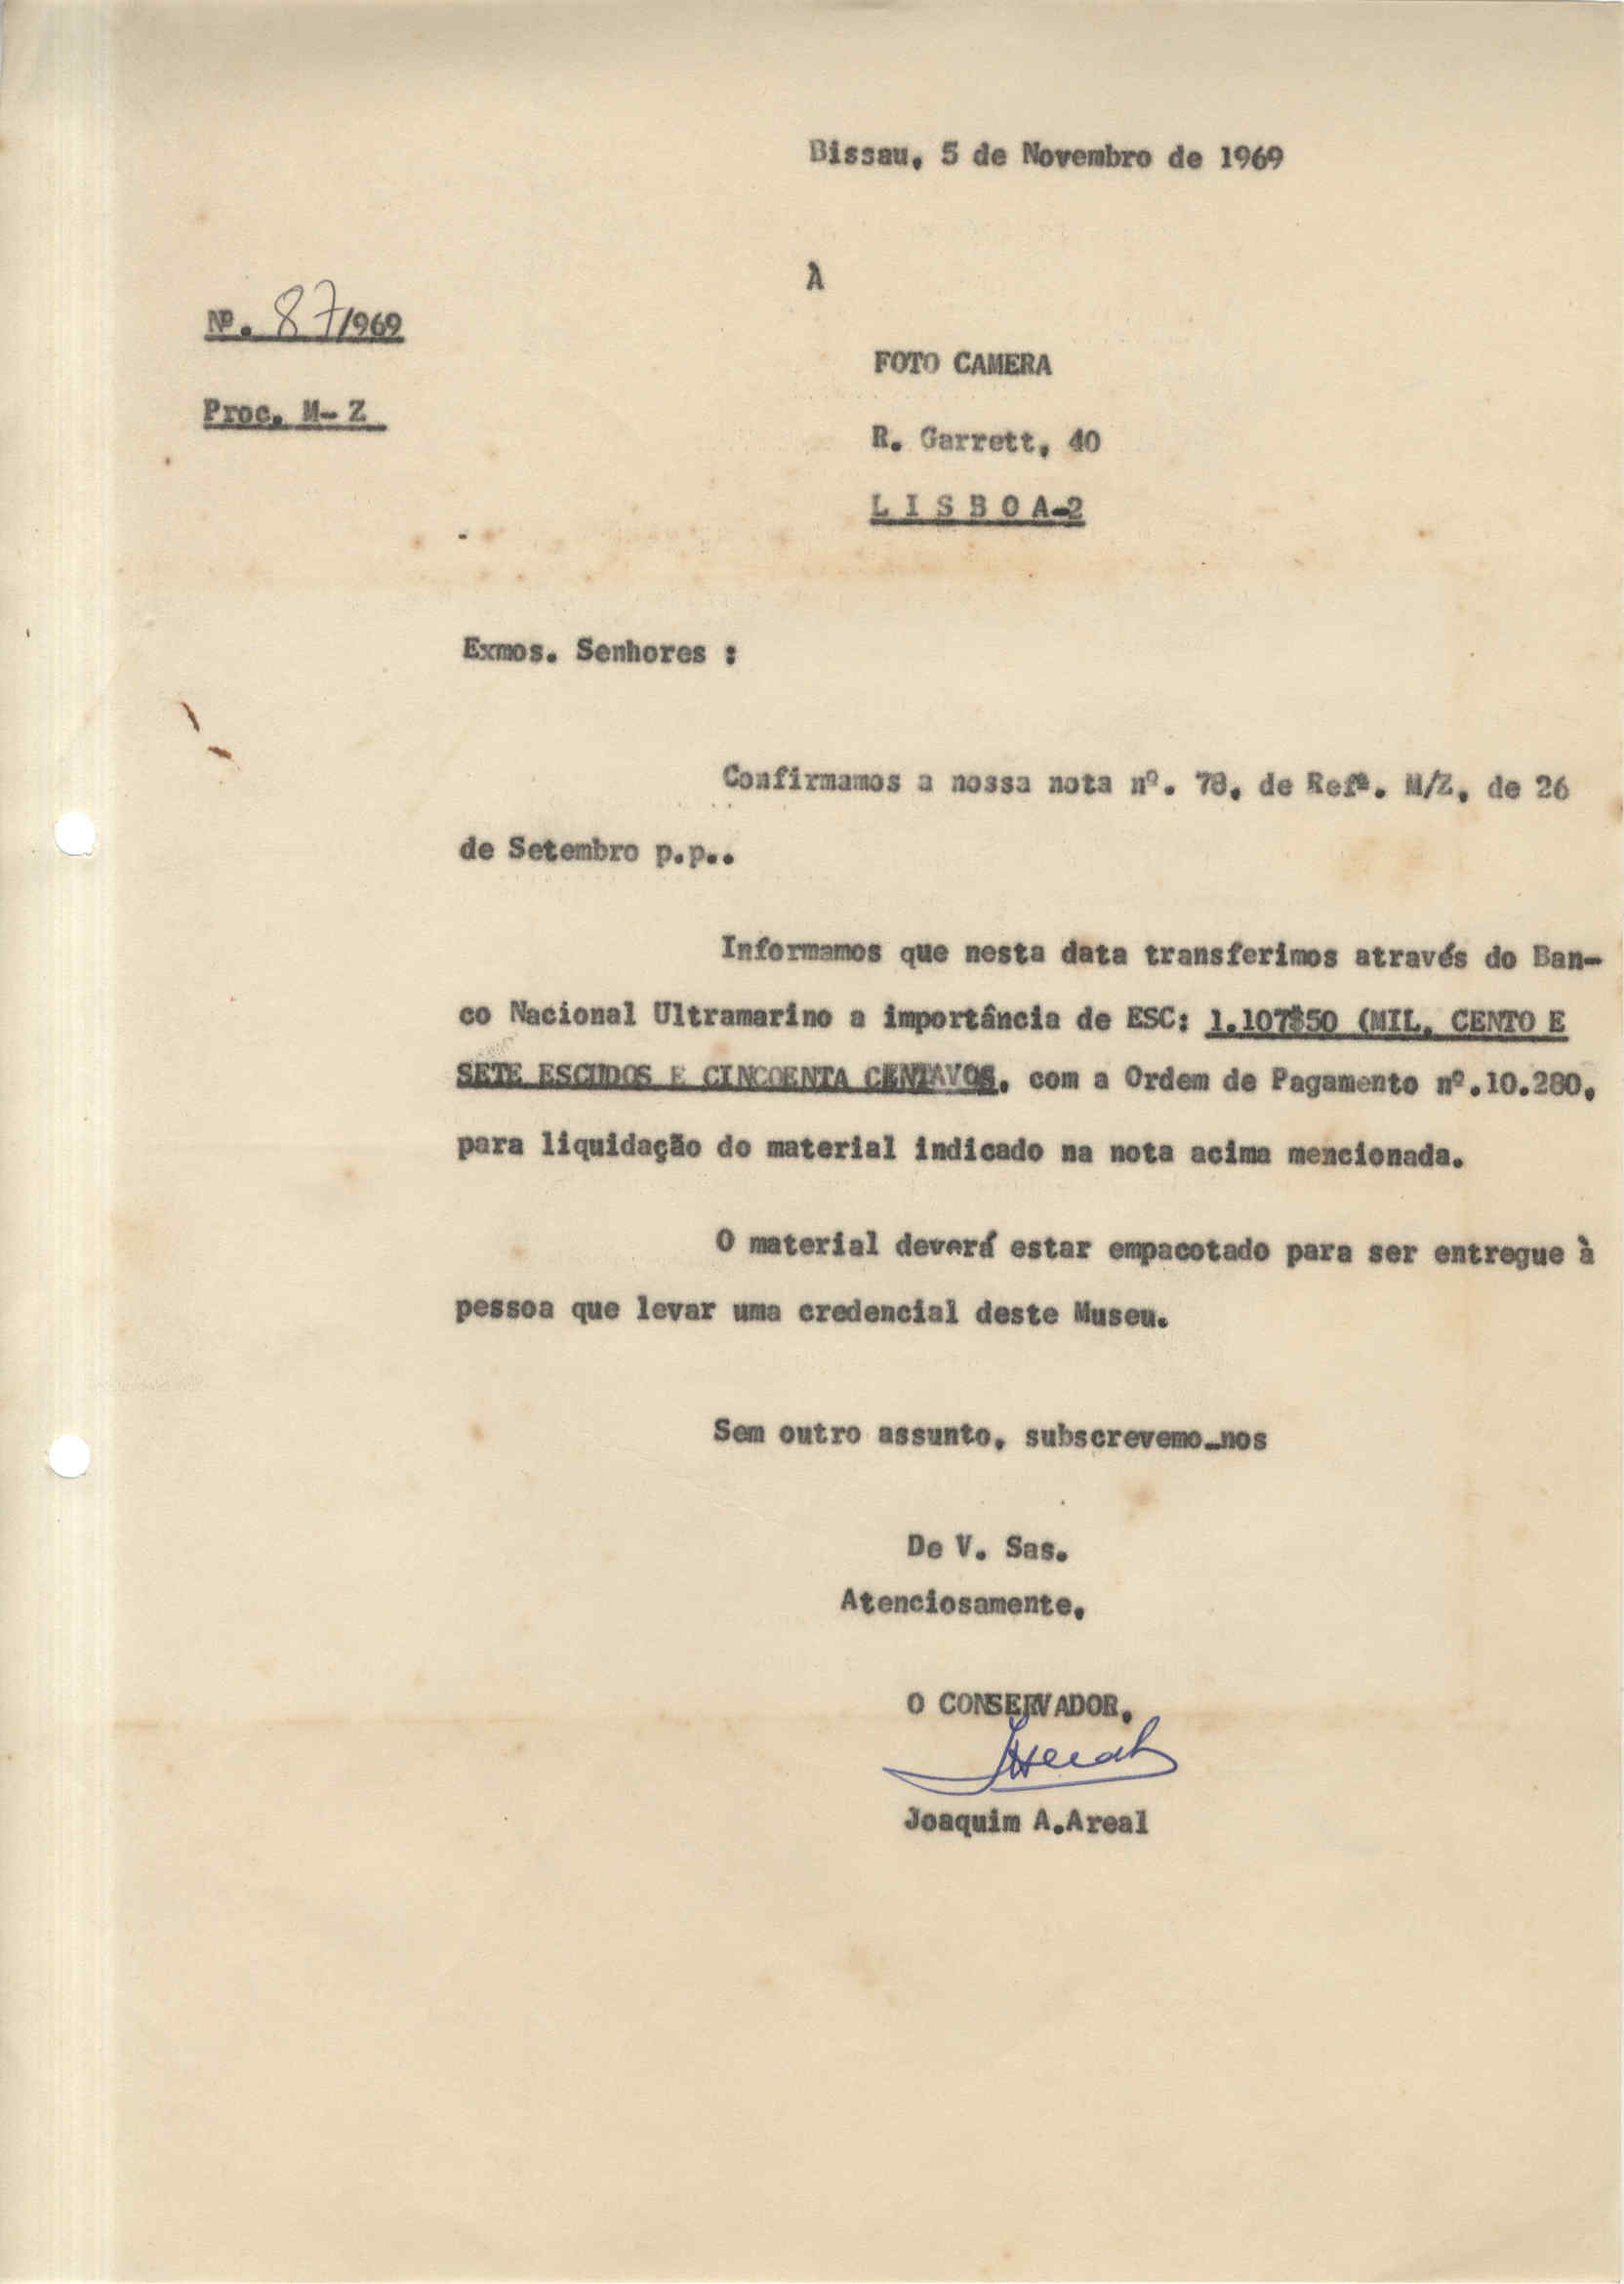 Bissau, 5 de Novembro de 1969
À
Nº. 87/969
FOTO CAMERA
Proc. M- Z
R. Garrett, 40
L I S B O A-2
Exmos. Senhores :
Confirmamos a nossa nota nº. 78, de Refª. M/Z, de 26
de Setembro p.p..
Informamos que nesta data transferimos através do Ban-
co Nacional Ultramarino a importância de ESC: 1.107$50 (MIL, CENTO E
SETE ESCUDOS E CINCOENTA CENTAVOS, com a Ordem de Pagamento nº.10.280,
para liquidação do material indicado na nota acima mencionada.
O material deverá estar empacotado para ser entregue à
pessoa que levar uma credencial deste Museu.
Sem outro assunto, subscrevemo-nos
De V. Sas.
Atenciosamente,
O CONSERVADOR,
Joaquim A.Areal